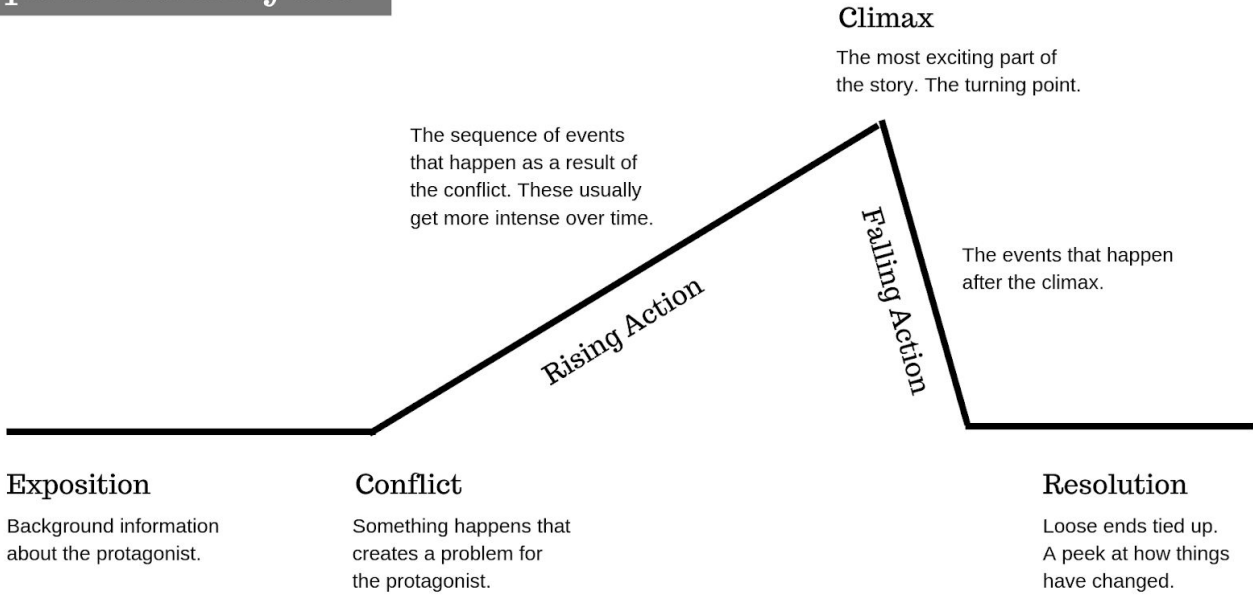 Climax
The most exciting part of
the story. The turning point.
The sequence of events
that happen as a result of
the conflict. These usually
get more intense over time.
Rising Action
Falling Action
The events that happen
after the climax.
Exposition
Background information
about the protagonist.
Conflict
Something happens that
creates a problem for
the protagonist.
Resolution
Loose ends tied up.
A peek at how things
have changed.